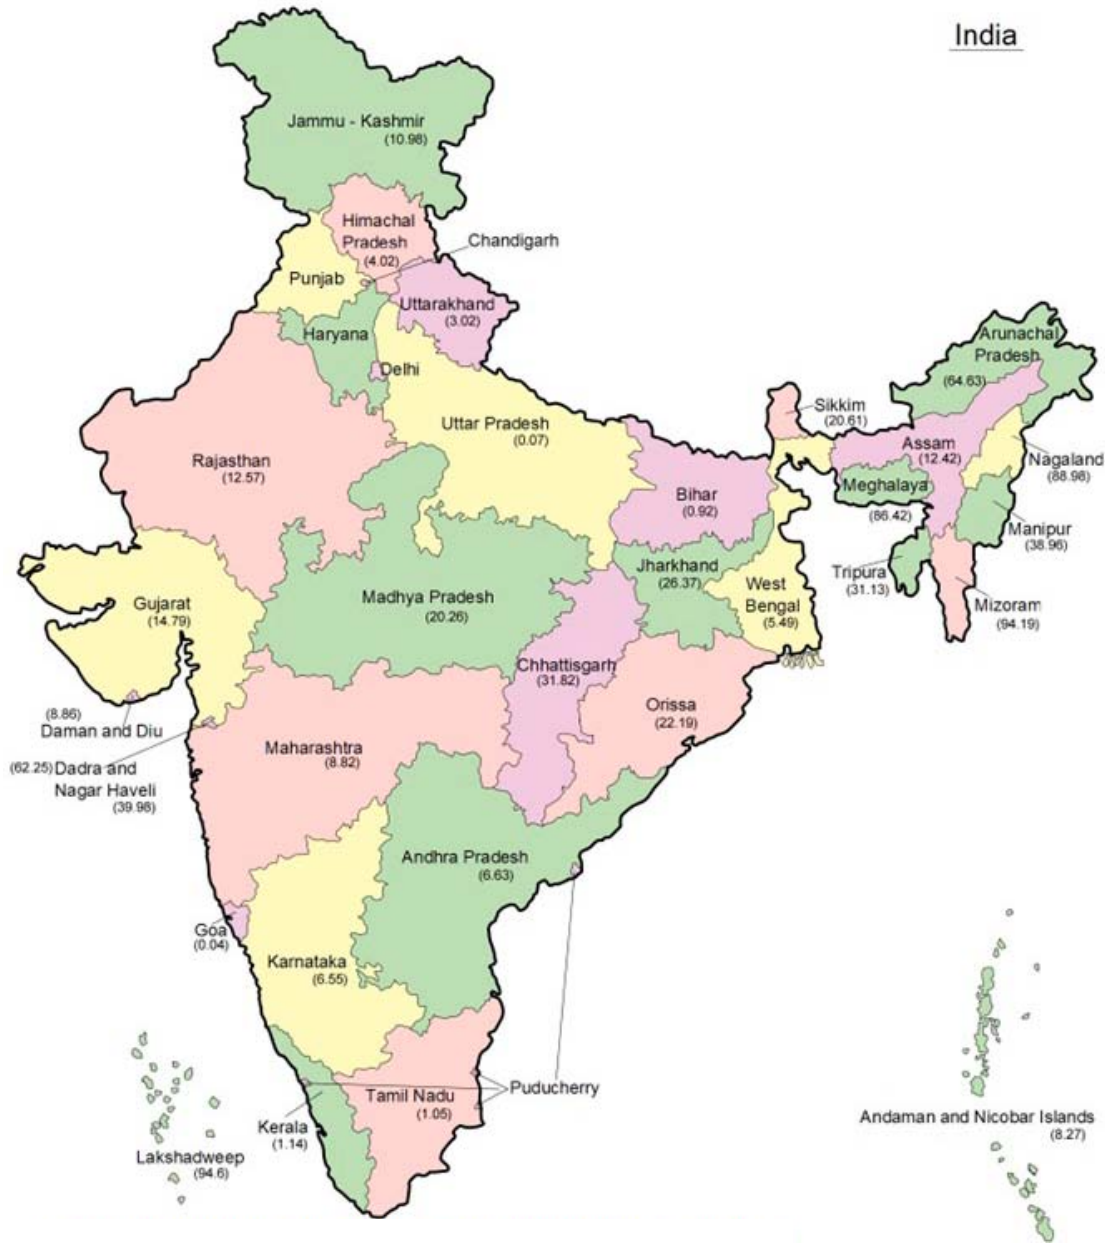 India
Jammu - Kashmir
(10.98)
Himachal
Pradesh
(4.02)
Chandigarh
Punjab
Uttarakhand
(3.02)
Haryana
Delhi
Arunachal
Pradesh
(64.63)
Sikkim
(20.61)
Uttar Pradesh
(0.07)
Assam
(12.42)
Nagaland
(88.98)
Rajasthan
(12.57)
Bihar
(0.92)
Meghalaya
(86.42)
Manipur
(38.96)
Jharkhand
(26.37)
Tripura
(31.13)
West
Bengal
(5.49)
Mizoram
(94.19)
Gujarat
(14.79)
Madhya Pradesh
(20.26)
Chhattisgarh
(31.82)
Orissa
(22.19)
(8.86)
Daman and Diu
Maharashtra
(8.82)
(62.25) Dadra and
Nagar Haveli
(39.98)
Andhra Pradesh
(6.63)
Goa
(0.04)
Karnataka
(6.55)
Puducherry
Tamil Nadu
(1.05)
Kerala
(1.14)
Lakshadweep
(94.6)
Andaman and Nicobar Islands
(8.27)